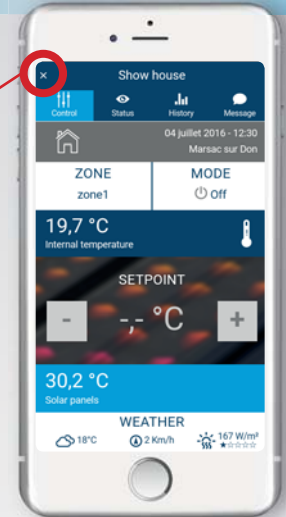 × Show house
Control Status History Message
04 juillet 2016 - 12:30
Marsac sur Don
ZONE MODE
zone1 Off
19,7 °C
Internal temperature
SETPOINT
- -,- °C +
30,2 °C
Solar panels
WEATHER
18°C 2 Km/h 167 W/m²
★☆☆☆☆